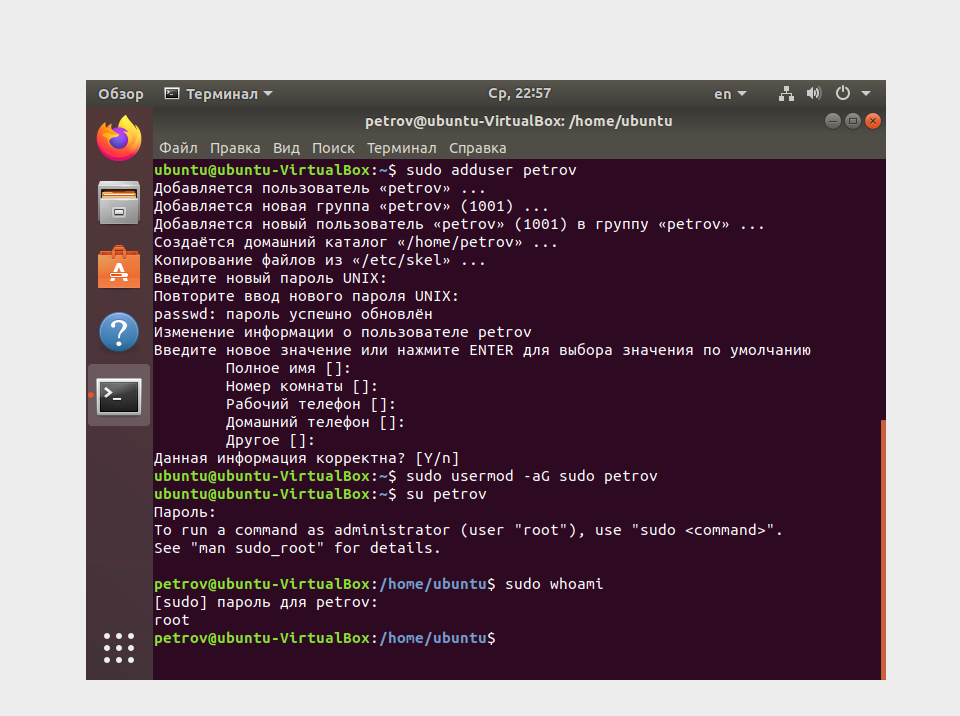 Обзор Терминал Ср, 22:57 en
petrov@ubuntu-VirtualBox: /home/ubuntu
Файл Правка Вид Поиск Терминал Справка
ubuntu@ubuntu-VirtualBox:~$ sudo adduser petrov
Добавляется пользователь «petrov» ...
Добавляется новая группа «petrov» (1001) ...
Добавляется новый пользователь «petrov» (1001) в группу «petrov» ...
Создаётся домашний каталог «/home/petrov» ...
Копирование файлов из «/etc/skel» ...
Введите новый пароль UNIX:
Повторите ввод нового пароля UNIX:
passwd: пароль успешно обновлён
Изменение информации о пользователе petrov
Введите новое значение или нажмите ENTER для выбора значения по умолчанию
Полное имя []:
Номер комнаты []:
Рабочий телефон []:
Домашний телефон []:
Другое []:
Данная информация корректна? [Y/n]
ubuntu@ubuntu-VirtualBox:~$ sudo usermod -aG sudo petrov
ubuntu@ubuntu-VirtualBox:~$ su petrov
Пароль:
To run a command as administrator (user "root"), use "sudo <command>".
See "man sudo_root" for details.
petrov@ubuntu-VirtualBox:/home/ubuntu$ sudo whoami
[sudo] пароль для petrov:
root
petrov@ubuntu-VirtualBox:/home/ubuntu$